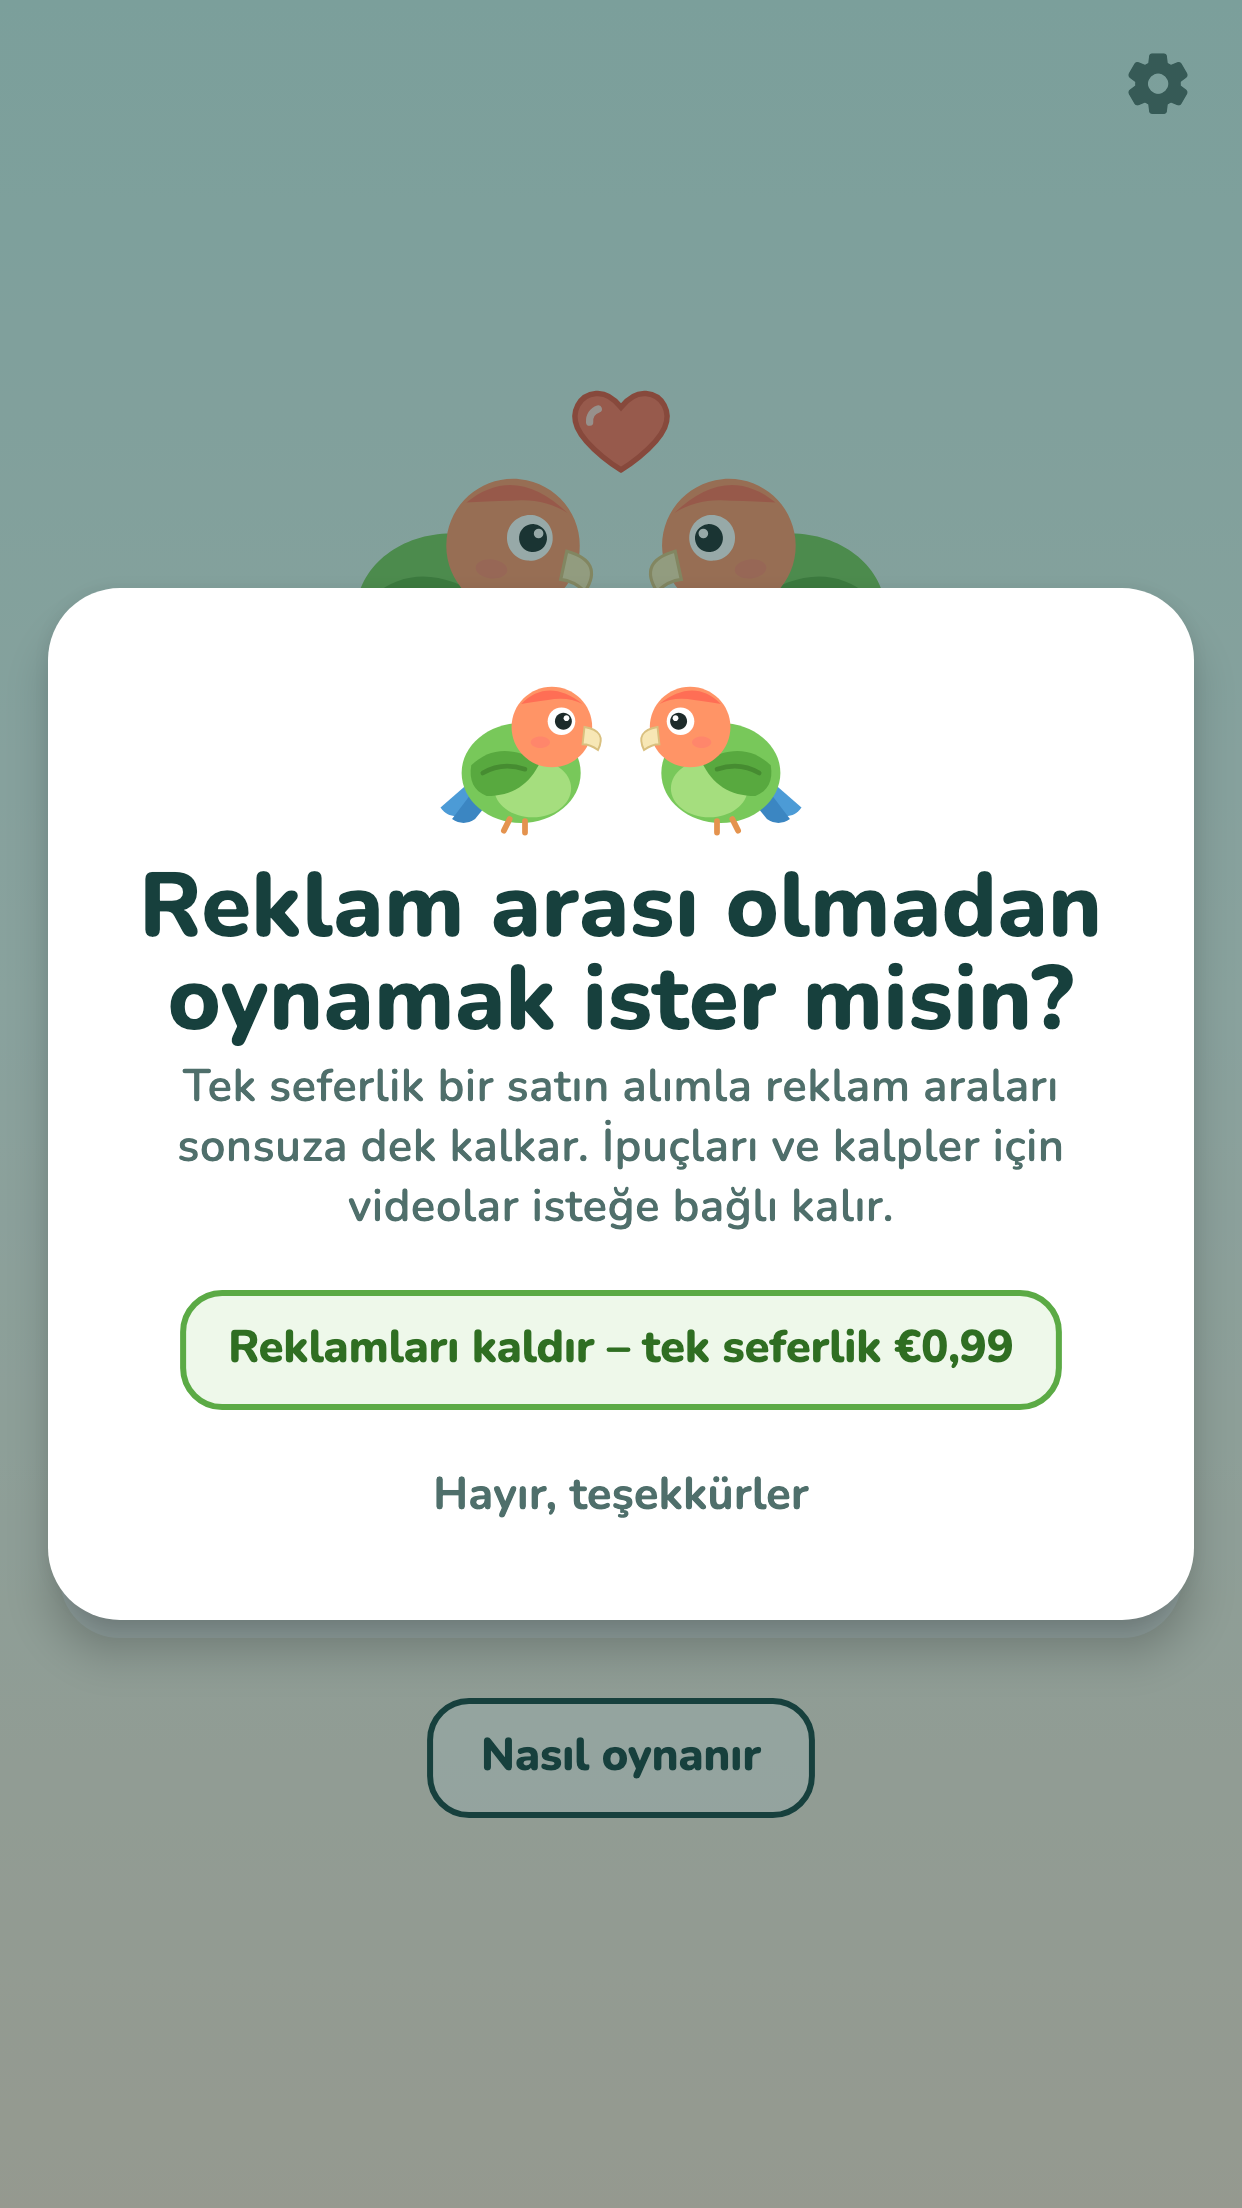 Reklam arası olmadan
oynamak ister misin?
Tek seferlik bir satın alımla reklam araları
sonsuza dek kalkar. İpuçları ve kalpler için
videolar isteğe bağlı kalır.
Reklamları kaldır – tek seferlik €0,99
Hayır, teşekkürler
Nasıl oynanır